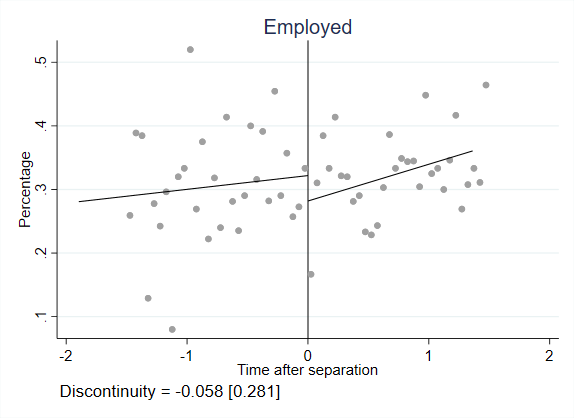 Employed
Percentage
.5
.4
.3
.2
.1
-2 -1 0 1 2
Time after separation
Discontinuity = -0.058 [0.281]